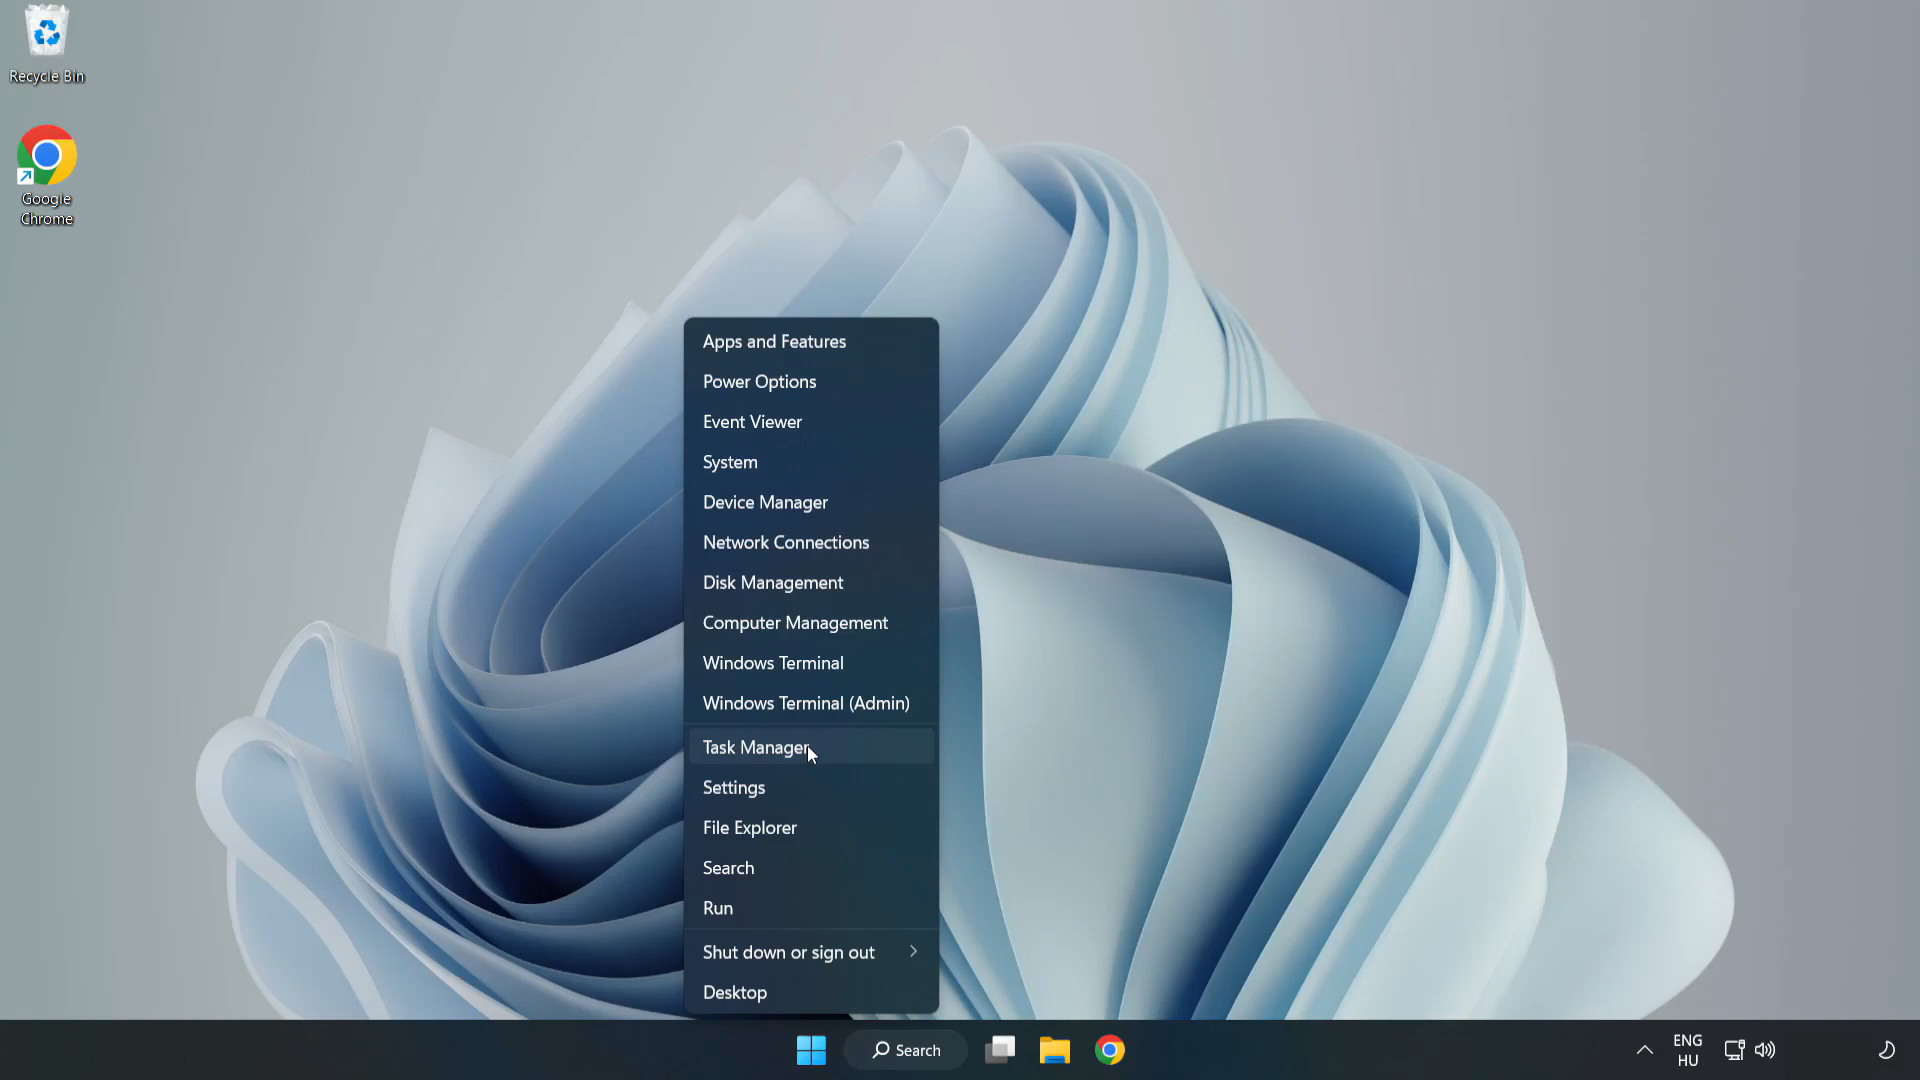 Recycle Bin
Google
Chrome
Apps and Features
Power Options
Event Viewer
System
Device Manager
Network Connections
Disk Management
Computer Management
Windows Terminal
Windows Terminal (Admin)
Task Manager
Settings
File Explorer
Search
Run
Shut down or sign out
Desktop
Search
ENG
HU